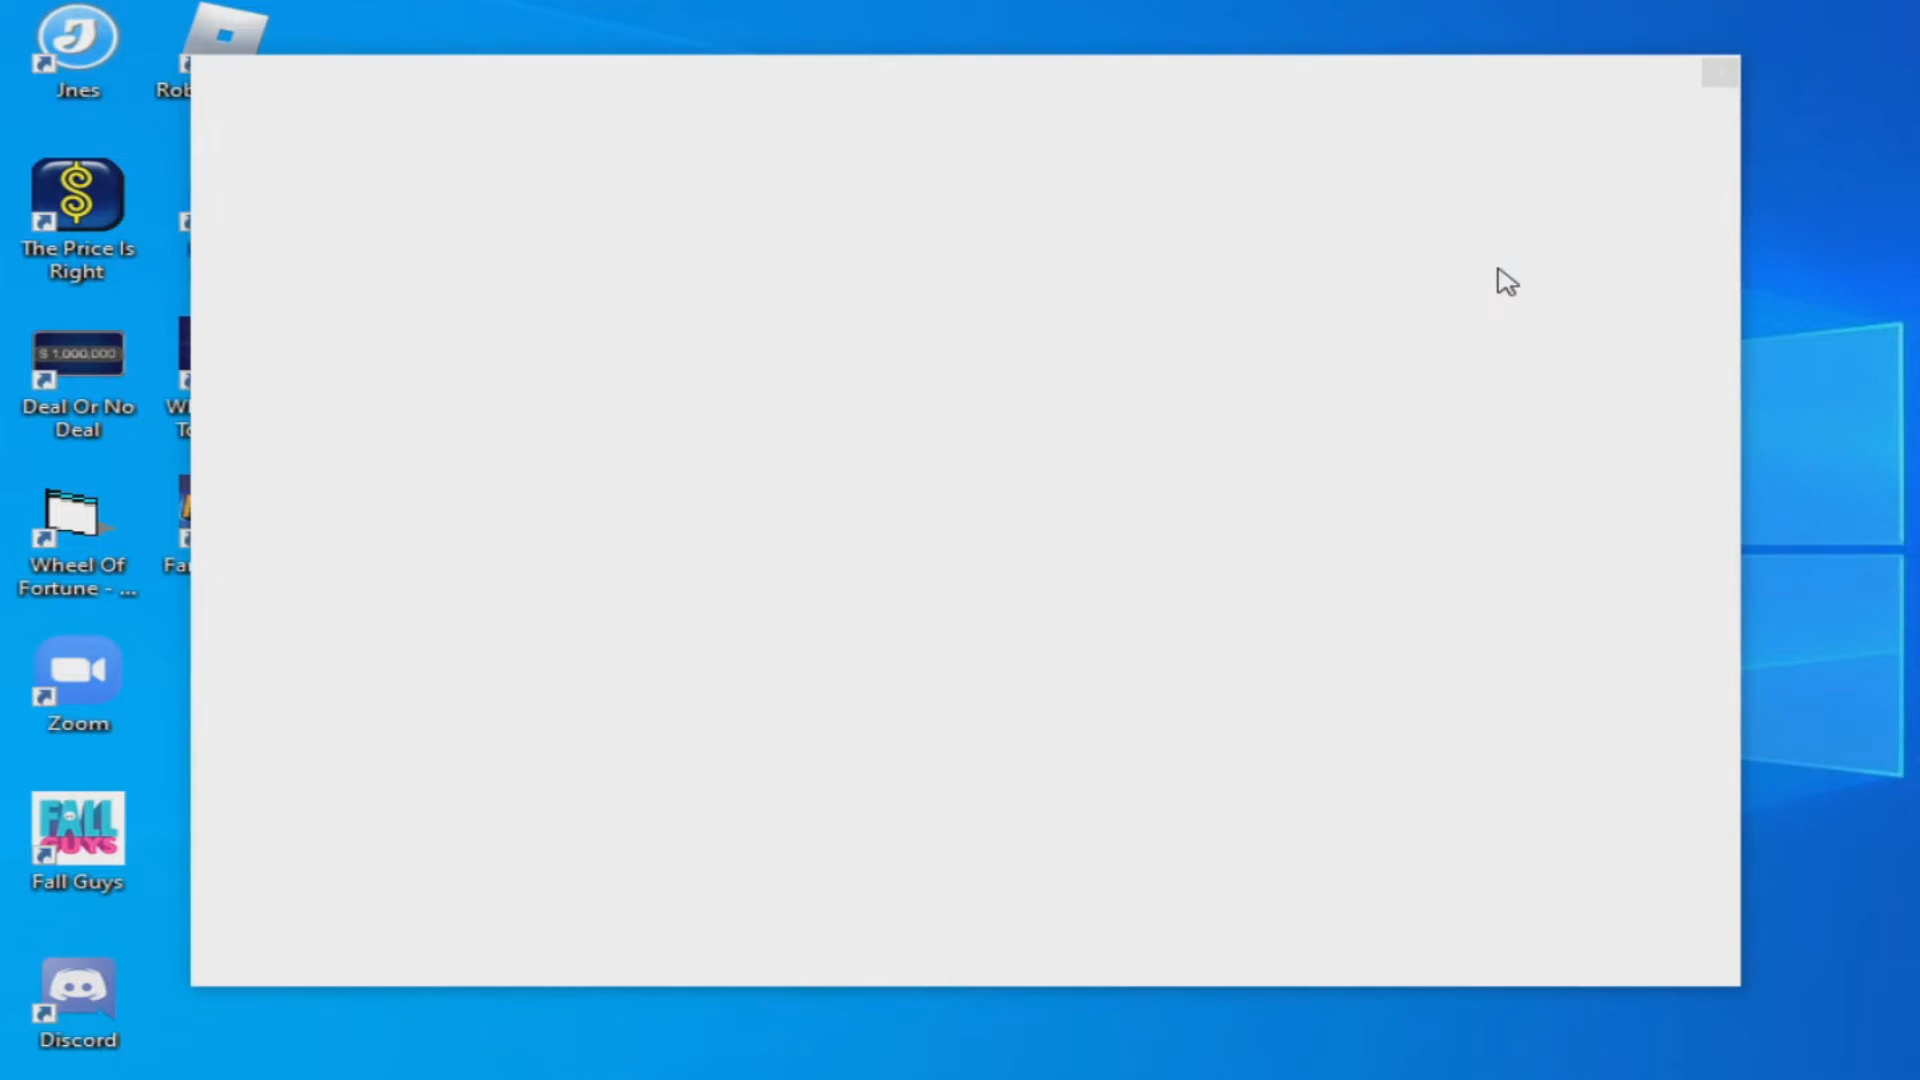 Jnes
Rob
The Price Is
Right
$ 1,000,000
Deal Or No
Deal
Wheel Of
Fortune - ...
Zoom
FALL
GUYS
Fall Guys
Discord